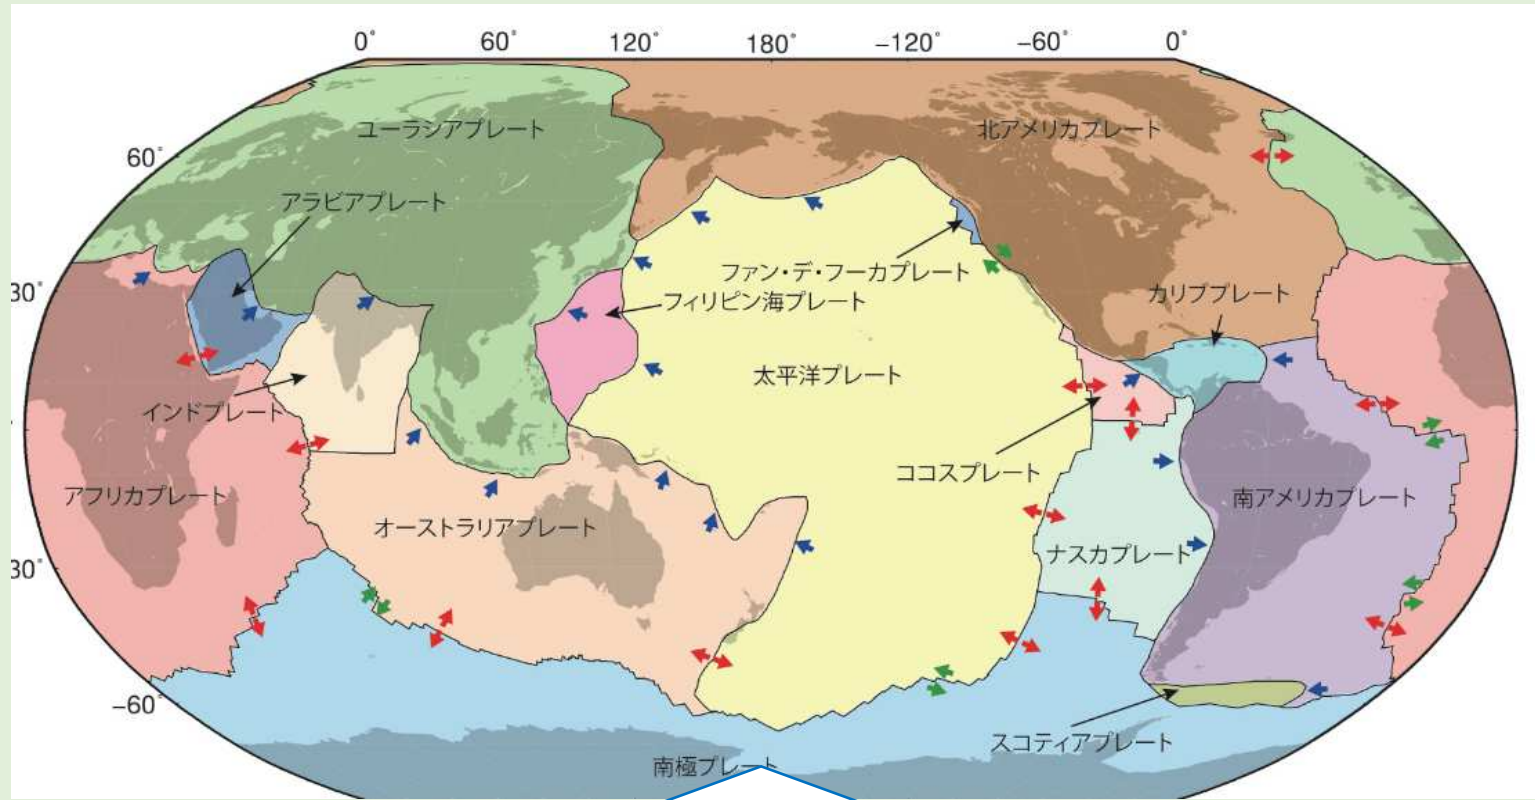 0° 60° 120° 180° −120° −60° 0°
ユーラシアプレート
北アメリカプレート
60°
アラビアプレート
ファン・デ・フーカプレート
30°
フィリピン海プレート
カリブプレート
太平洋プレート
インドプレート
ココスプレート
アフリカプレート
南アメリカプレート
オーストラリアプレート
ナスカプレート
30°
−60°
スコティアプレート
南極プレート